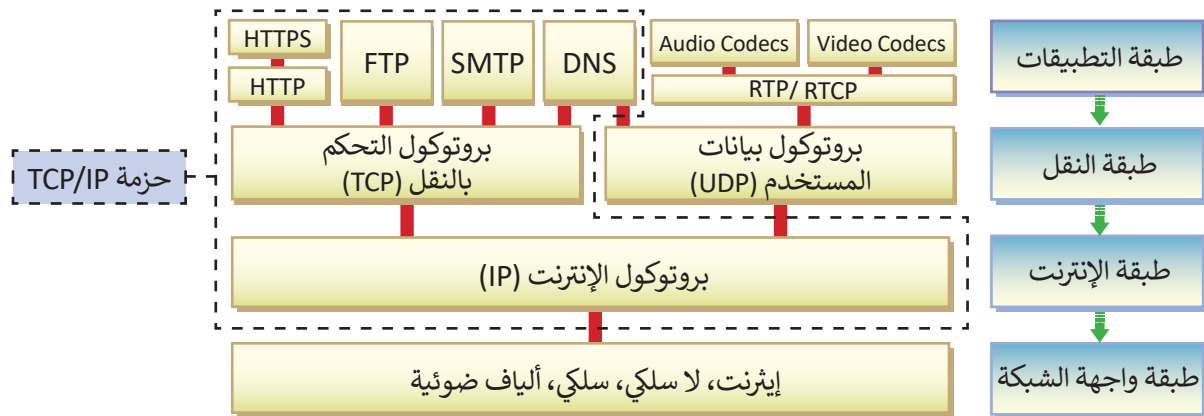 HTTPS
HTTP
FTP
SMTP
DNS
Audio Codecs
Video Codecs
RTP/ RTCP
طبقة التطبيقات
بروتوكول التحكم
بالنقل (TCP)
بروتوكول بيانات
المستخدم (UDP)
طبقة النقل
حزمة TCP/IP
بروتوكول الإنترنت (IP)
طبقة الإنترنت
إيثرنت، لا سلكي، سلكي، ألياف ضوئية
طبقة واجهة الشبكة